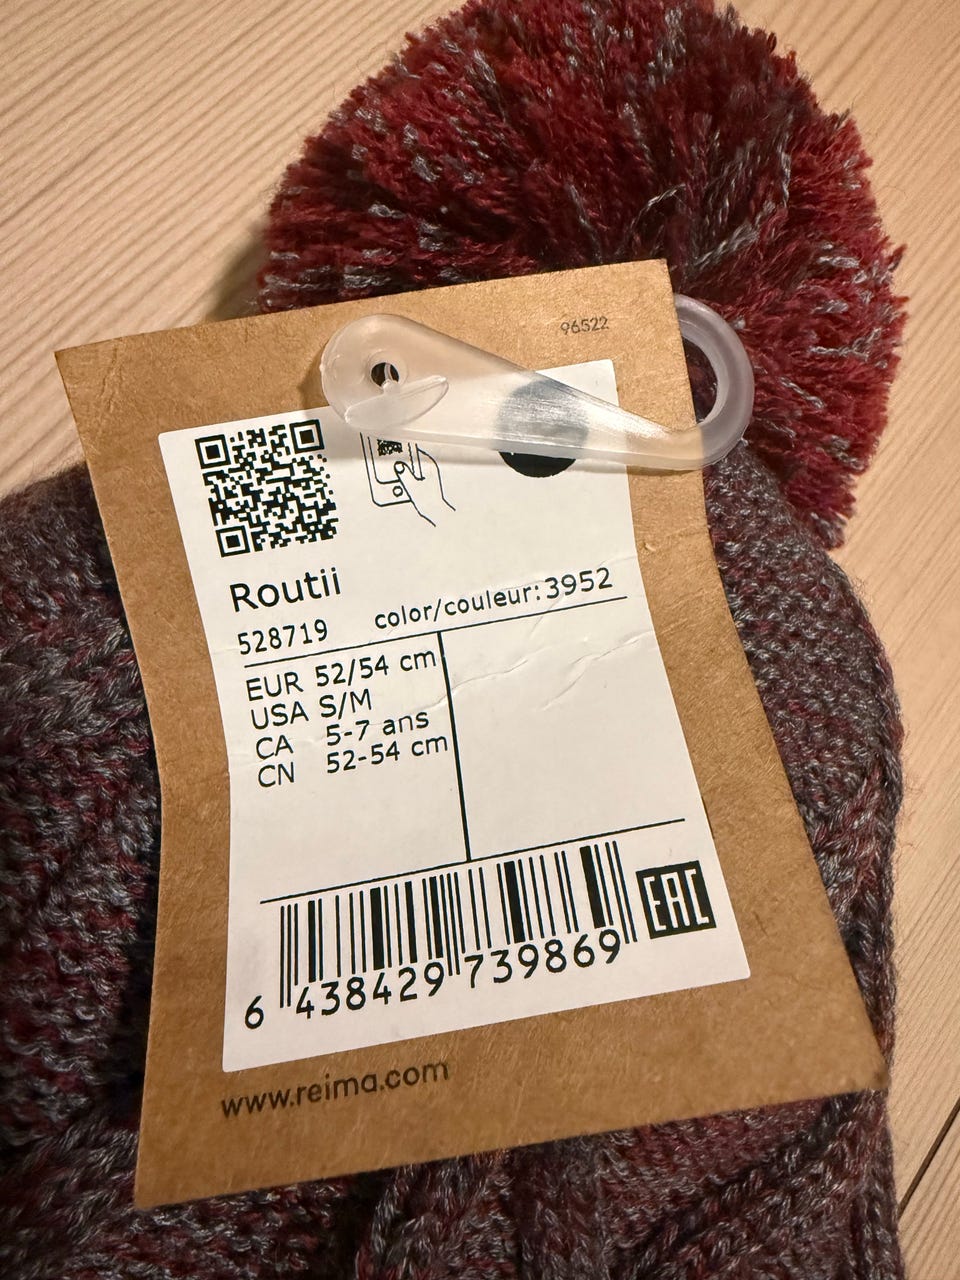 96522
Routii
528719
color/couleur: 3952
EUR 52/54 cm
USA S/M
CA 5-7 ans
CN 52-54 cm
6 438429 739869
EAC
www.reima.com